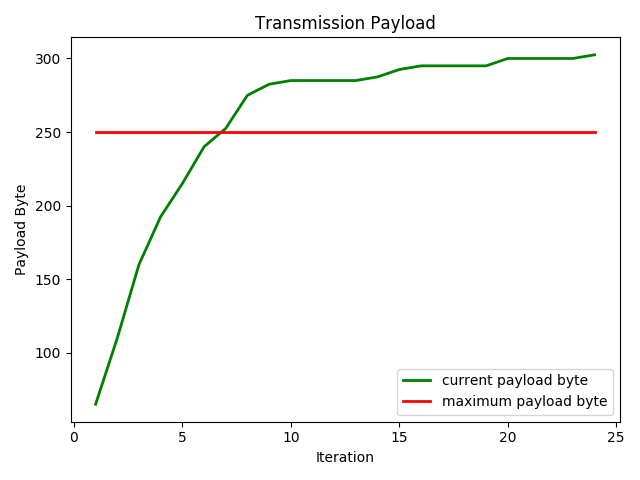 Transmission Payload
Payload Byte
300
250
200
150
100
0
5
10
15
20
25
Iteration
current payload byte
maximum payload byte